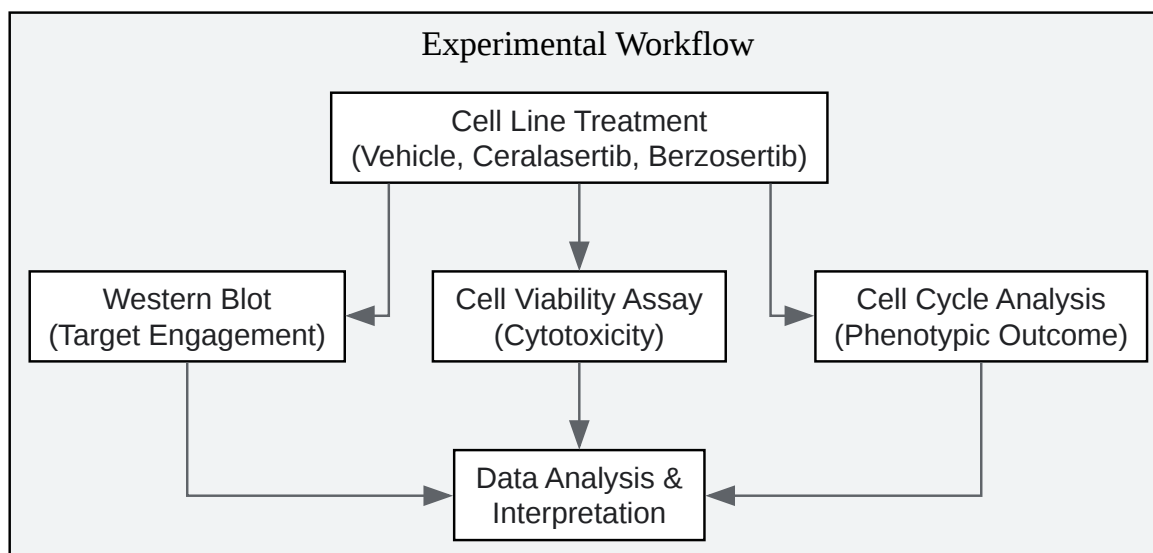 Experimental Workflow
Cell Line Treatment
(Vehicle, Ceralasertib, Berzosertib)
Western Blot
(Target Engagement)
Cell Viability Assay
(Cytotoxicity)
Cell Cycle Analysis
(Phenotypic Outcome)
Data Analysis &
Interpretation